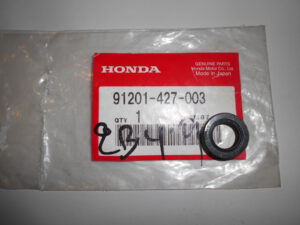 GENUINE PARTS
Honda Motor Co., Ltd.
Made in Japan
HONDA
91201-427-003
QTY 1